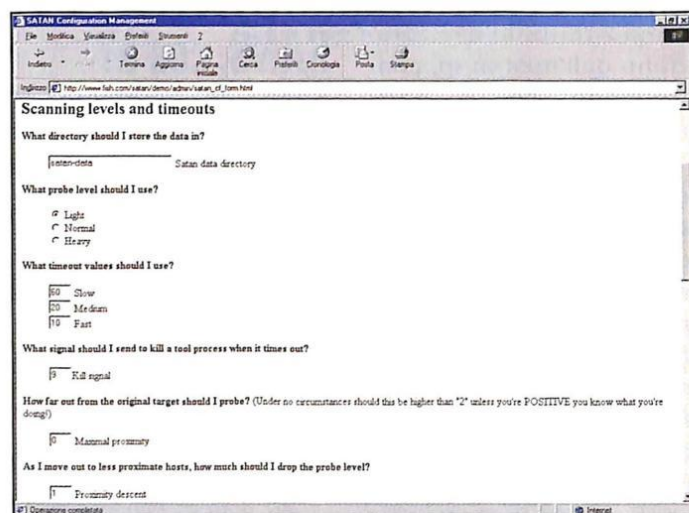 SATAN Configuration Management
File Modifica Visualizza Preferiti Strumenti ?
Indietro Termina Aggiorna Pagina iniziale Cerca Preferiti Cronologia Posta Stampa
Indirizzo http://www.fish.com/satan/demo/admin/satan_cf_form.html
Scanning levels and timeouts
What directory should I store the data in?
satan-data Satan data directory
What probe level should I use?
Light
Normal
Heavy
What timeout values should I use?
60 Slow
20 Medium
10 Fast
What signal should I send to kill a tool process when it times out?
9 Kill signal
How far out from the original target should I probe? (Under no circumstances should this be higher than "2" unless you're POSITIVE you know what you're
doing!)
0 Maximal proximity
As I move out to less proximate hosts, how much should I drop the probe level?
1 Proximity descent
Operazione completata Internet